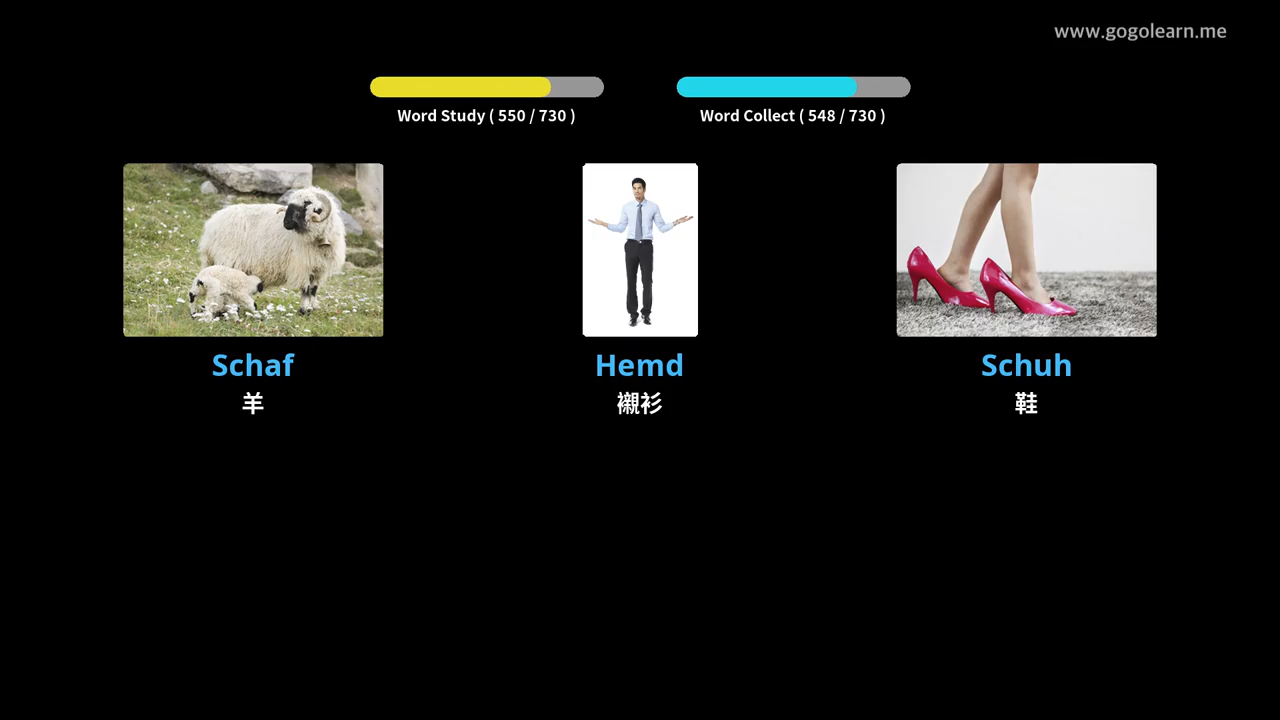 www.gogolearn.me
Word Study ( 550 / 730 )
Word Collect ( 548 / 730 )
Schaf
Hemd
Schuh
羊
襯衫
鞋